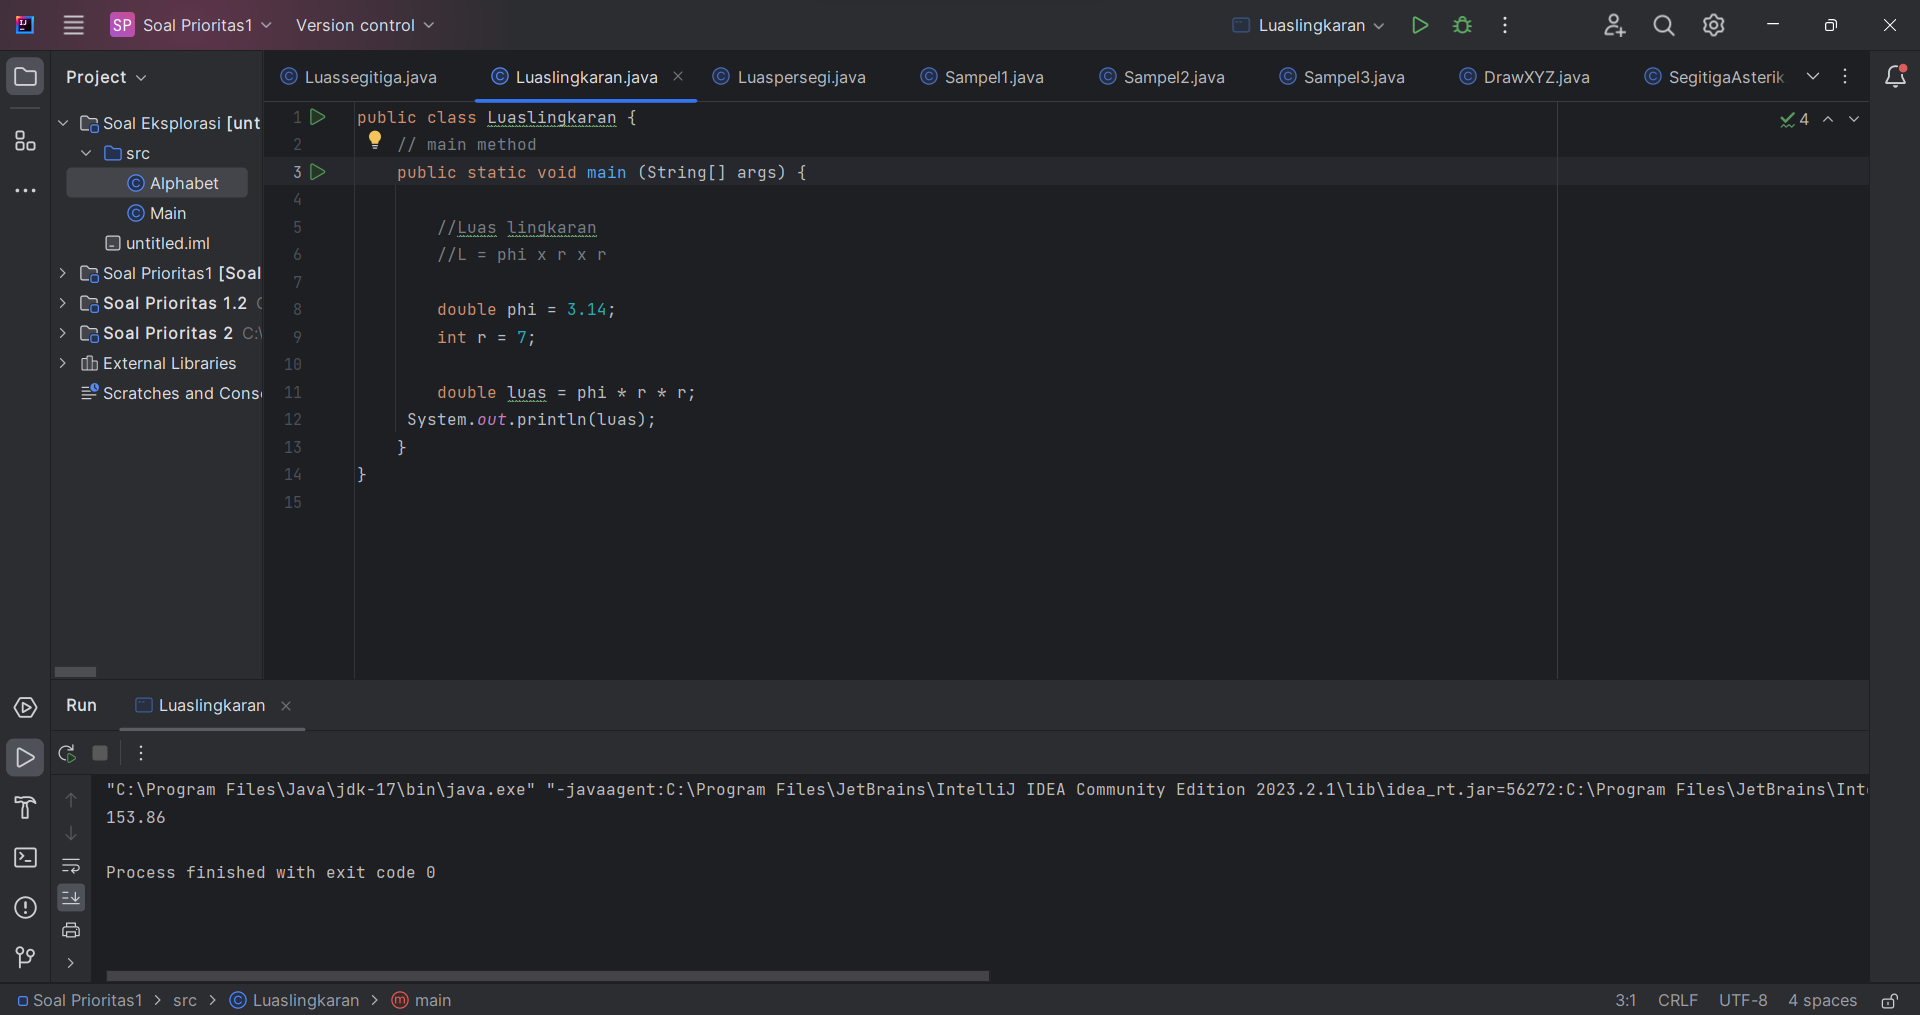 SP Soal Prioritas1 Version control Luaslingkaran
Project
Luassegitiga.java Luaslingkaran.java Luaspersegi.java Sampel1.java Sampel2.java Sampel3.java DrawXYZ.java SegitigaAsterik
Soal Eksplorasi [unt
src
Alphabet
Main
untitled.iml
Soal Prioritas1 [Soal
Soal Prioritas 1.2
Soal Prioritas 2 C:\
External Libraries
Scratches and Cons
1 public class Luaslingkaran {
2 // main method
3 public static void main (String[] args) {
4
5 //Luas lingkaran
6 //L = phi x r x r
7
8 double phi = 3.14;
9 int r = 7;
10
11 double luas = phi * r * r;
12 System.out.println(luas);
13 }
14 }
15
4
Run Luaslingkaran
"C:\Program Files\Java\jdk-17\bin\java.exe" "-javaagent:C:\Program Files\JetBrains\IntelliJ IDEA Community Edition 2023.2.1\lib\idea_rt.jar=56272:C:\Program Files\JetBrains\Int
153.86
Process finished with exit code 0
Soal Prioritas1 > src > Luaslingkaran > main 3:1 CRLF UTF-8 4 spaces